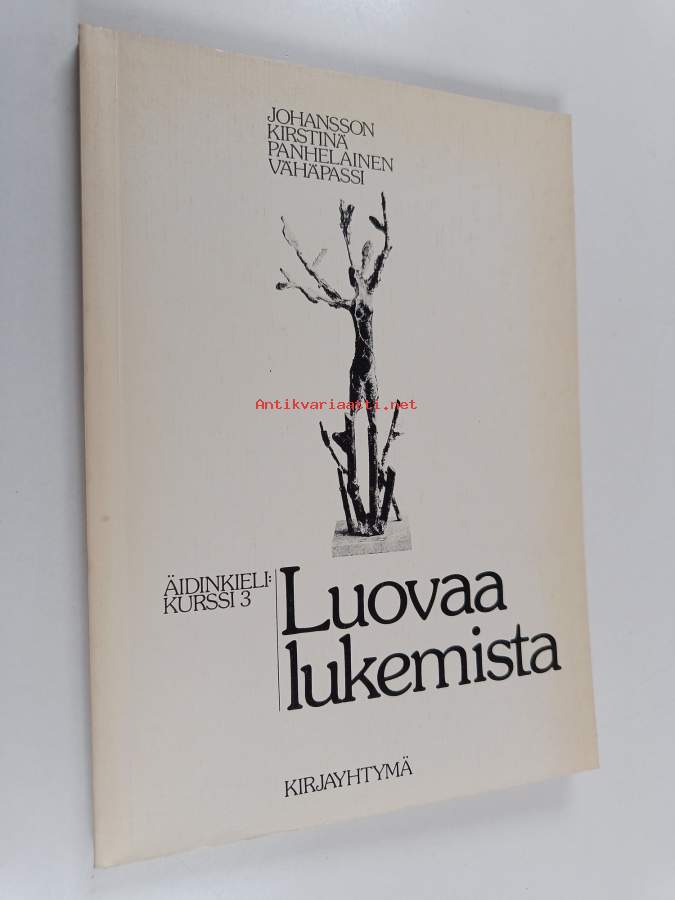 JOHANSSON
KIRSTINÄ
PANHELAINEN
VÄHÄPASSI
Antikvariaatti.net
ÄIDINKIELI:
KURSSI 3
Luovaa
lukemista
KIRJAYHTYMÄ